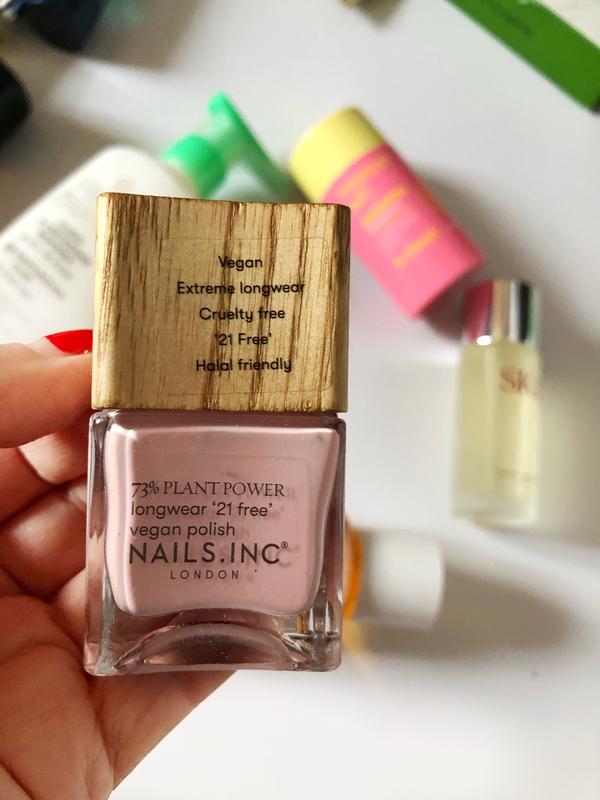 Vegan
Extreme longwear
Cruelty free
'21 Free'
Halal friendly
73% PLANT POWER
longwear '21 free'
vegan polish
NAILS.INC®
LONDON
SK